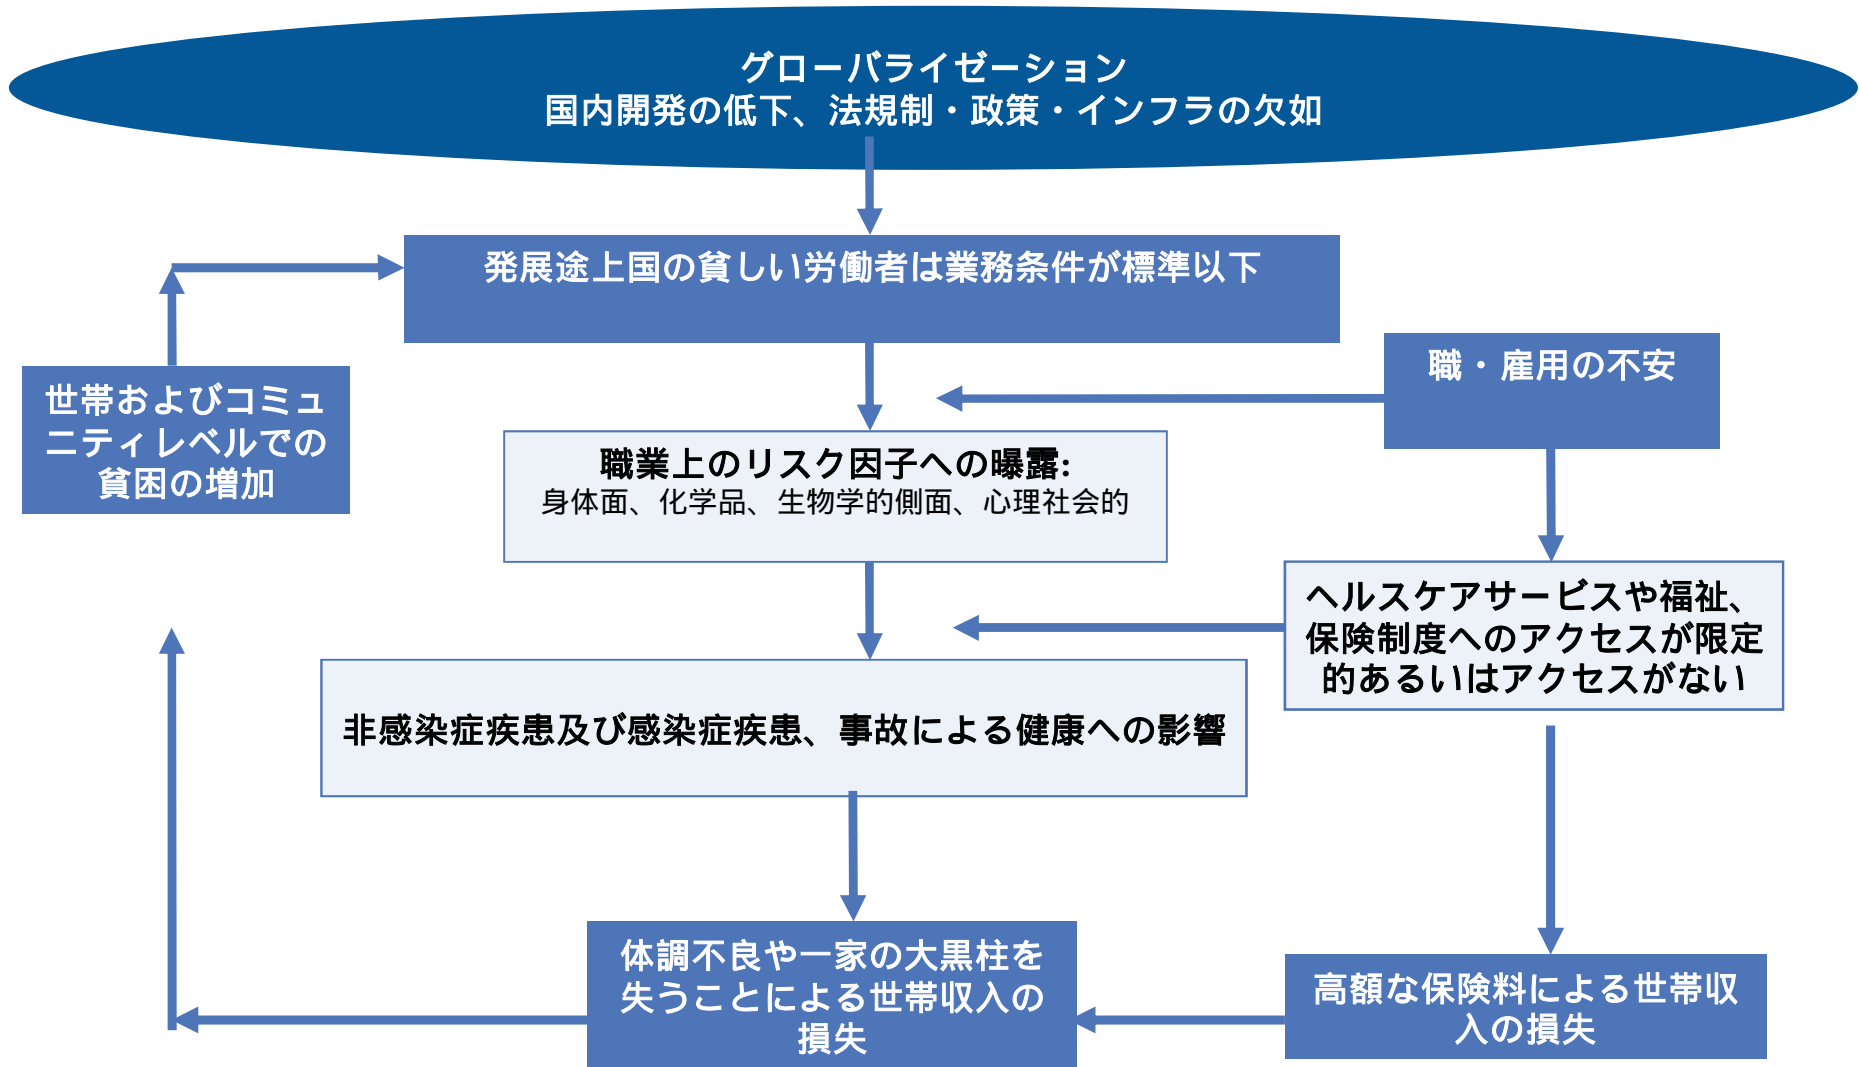 グローバライゼーション
国内開発の低下、法規制・政策・インフラの欠如
発展途上国の貧しい労働者は業務条件が標準以下
職・雇用の不安
世帯およびコミュ
ニティレベルでの
貧困の増加
職業上のリスク因子への曝露:
身体面、化学品、生物学的側面、心理社会的
ヘルスケアサービスや福祉、
保険制度へのアクセスが限定
的あるいはアクセスがない
非感染症疾患及び感染症疾患、事故による健康への影響
体調不良や一家の大黒柱を
失うことによる世帯収入の
損失
高額な保険料による世帯収
入の損失